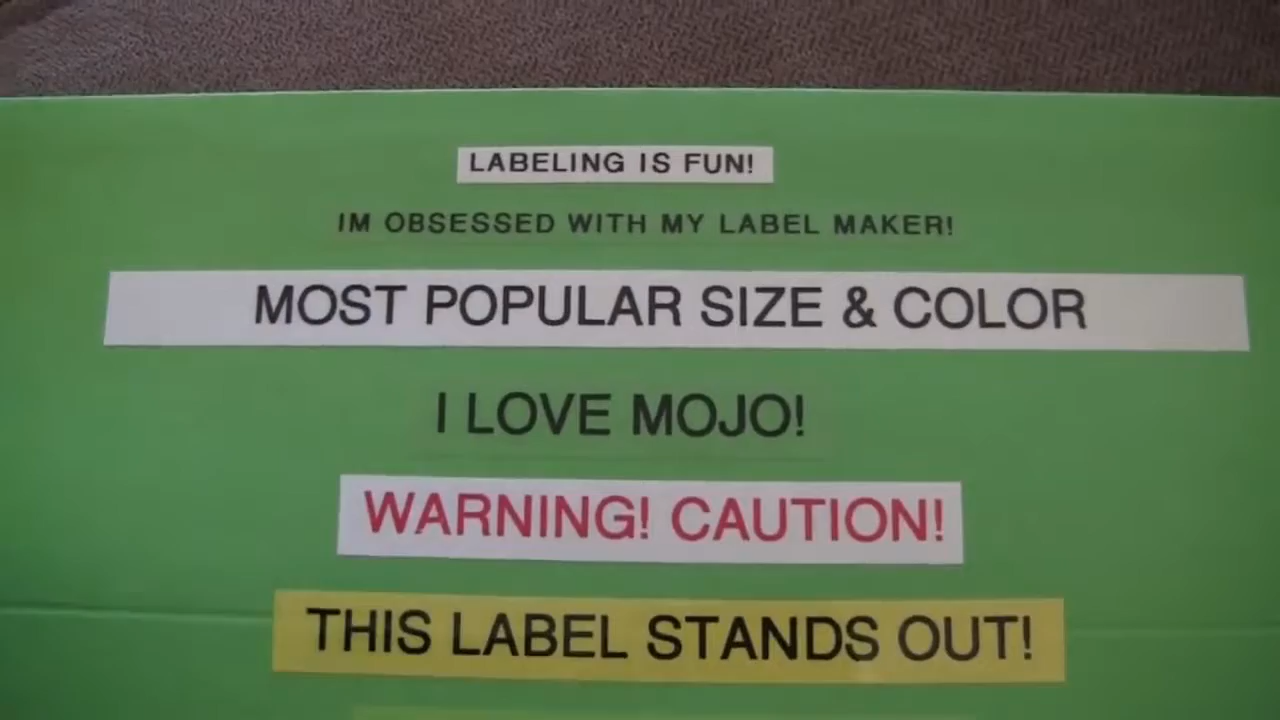 LABELING IS FUN!
IM OBSESSED WITH MY LABEL MAKER!
MOST POPULAR SIZE & COLOR
I LOVE MOJO!
WARNING! CAUTION!
THIS LABEL STANDS OUT!